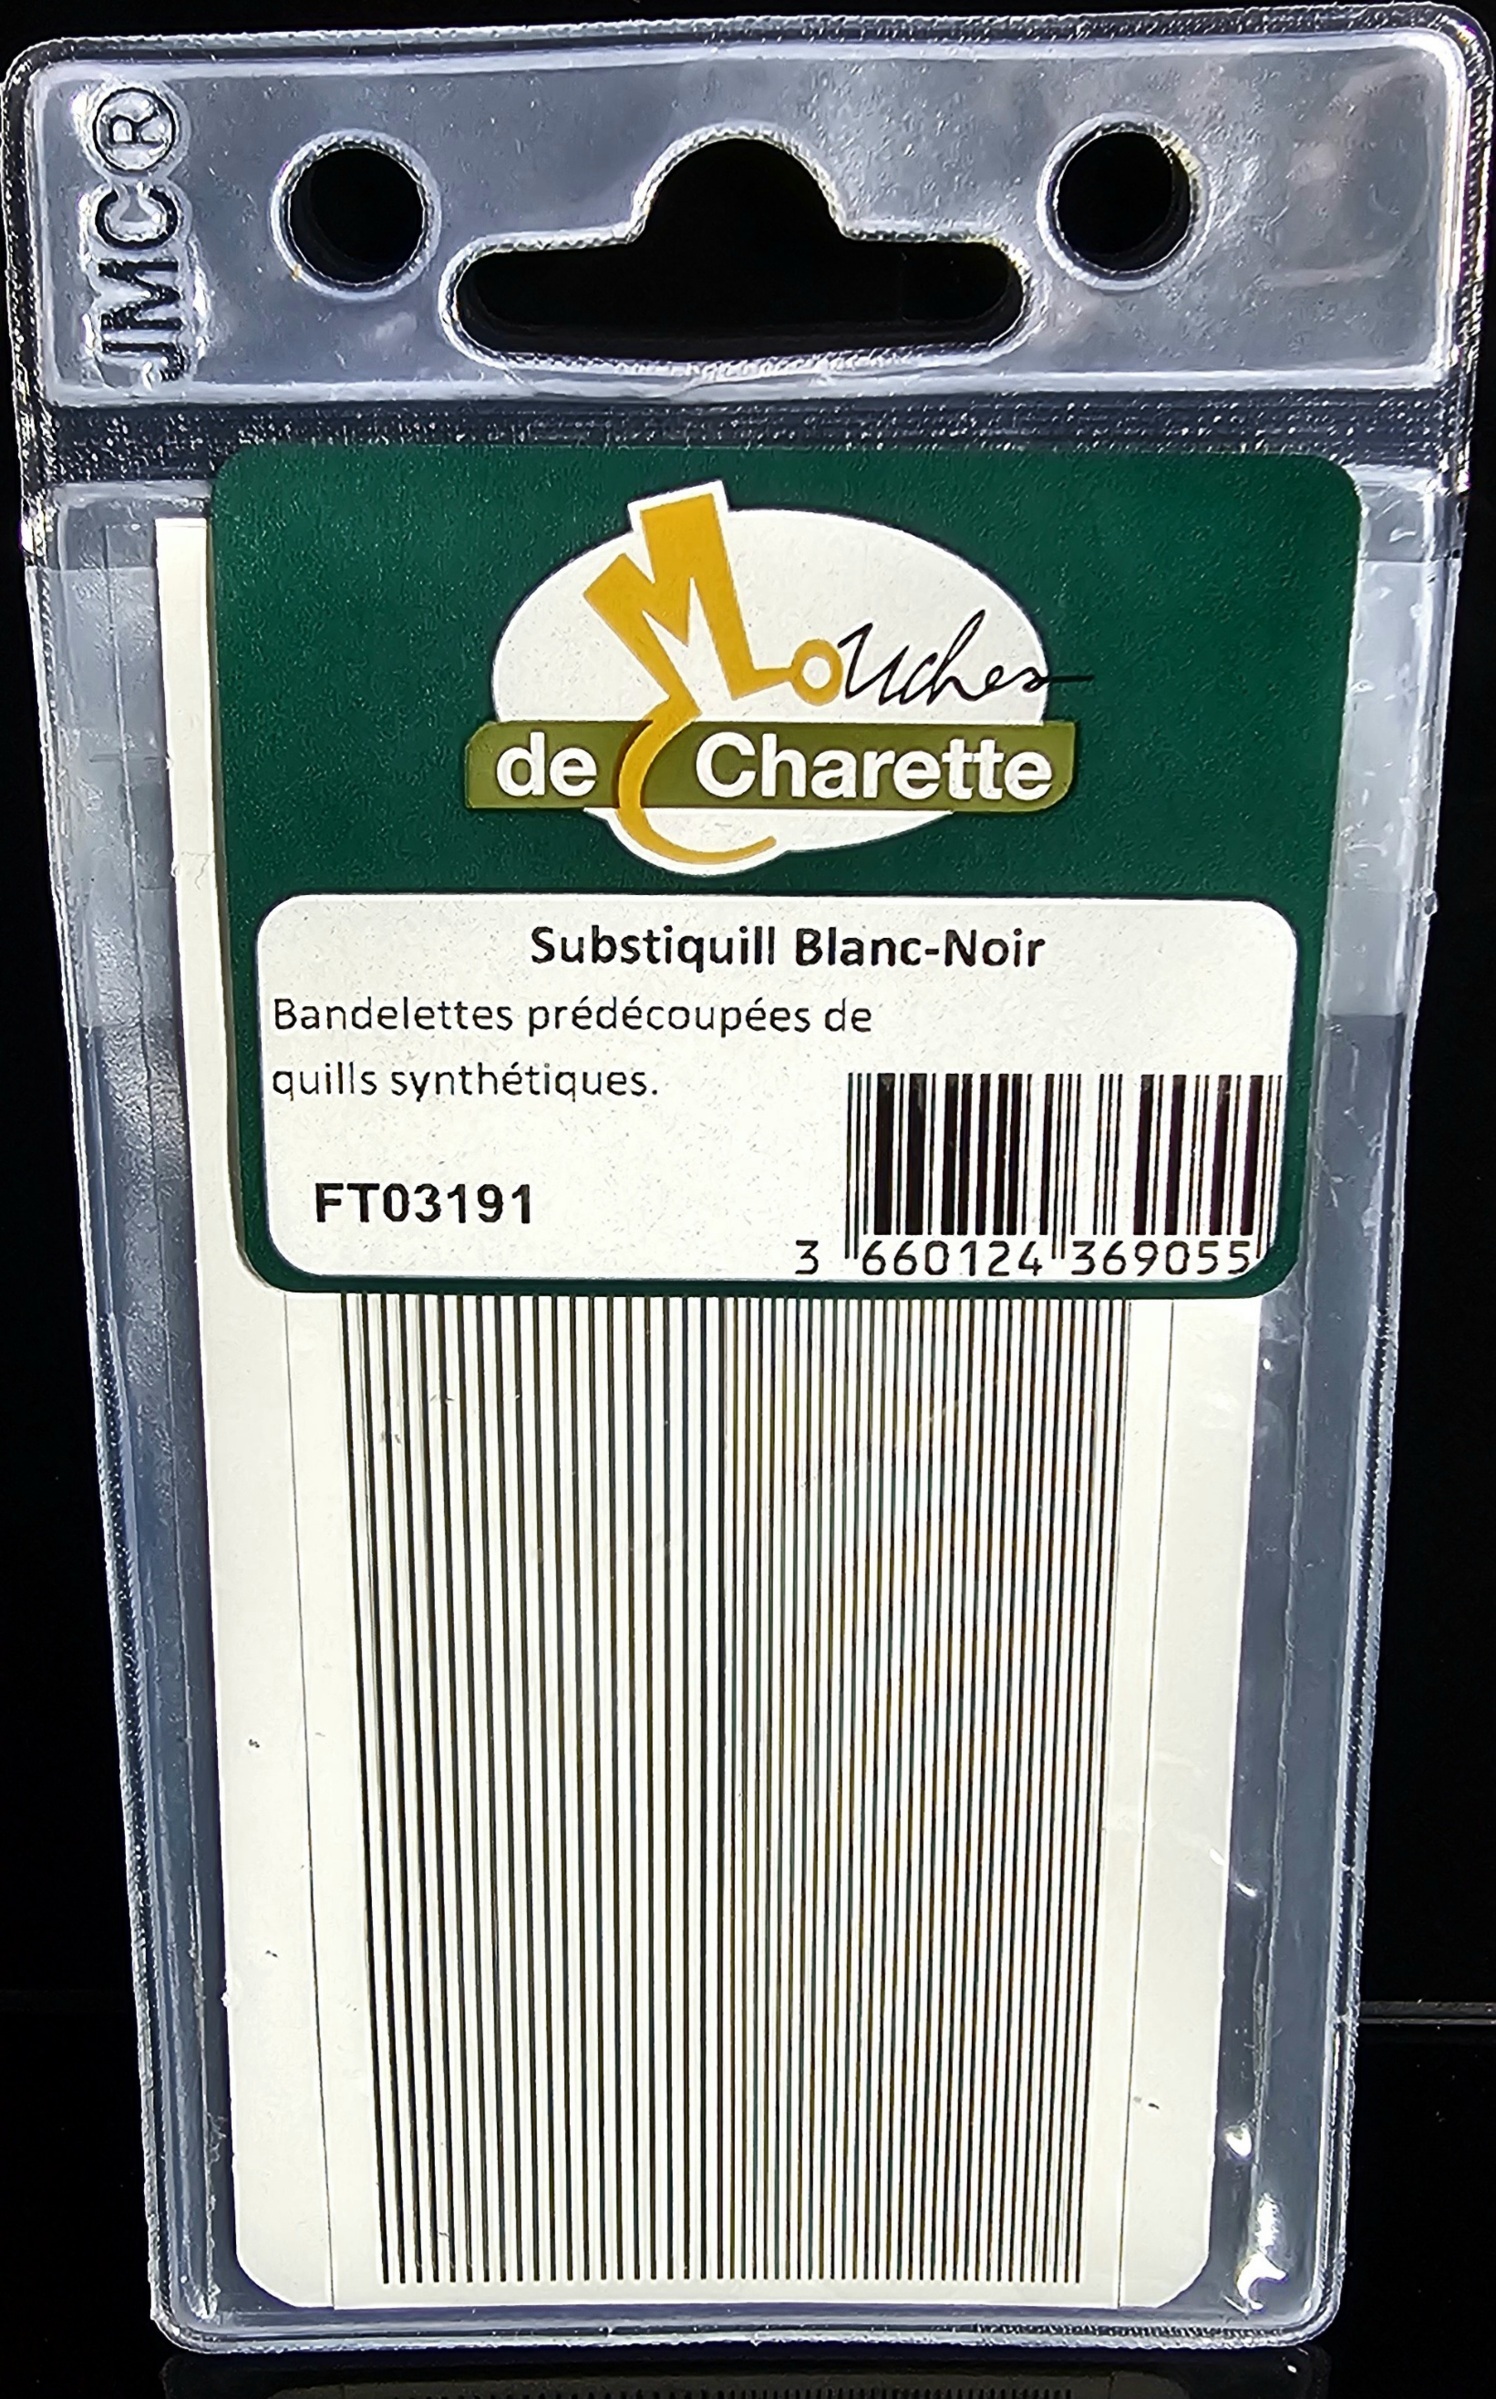 JMC®
Mouches
de Charette
Substiquill Blanc-Noir
Bandelettes prédécoupées de
quills synthétiques.
FT03191
3 660124 369055